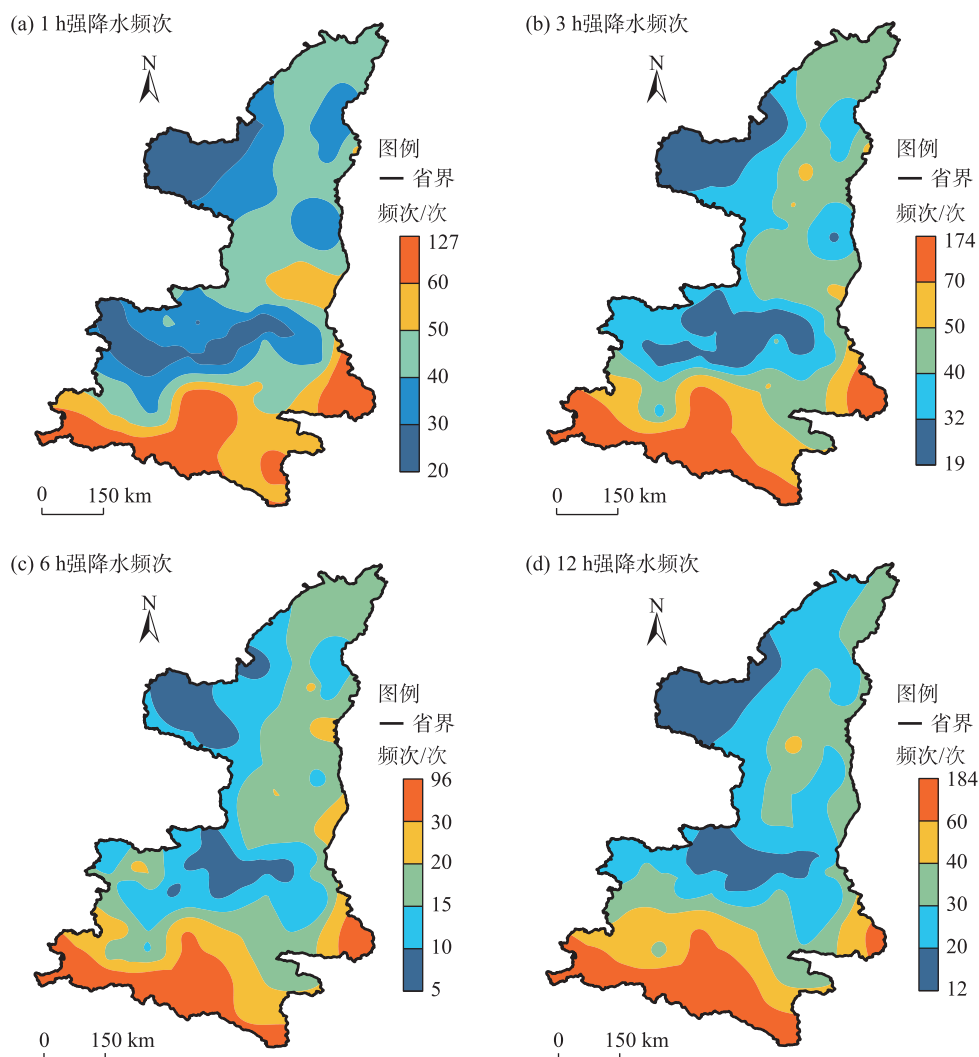 (a) 1 h强降水频次
N
图例
省界
频次/次
127
60
50
40
30
20
0 150 km
(b) 3 h强降水频次
N
图例
省界
频次/次
174
70
50
40
32
19
0 150 km
(c) 6 h强降水频次
N
图例
省界
频次/次
96
30
20
15
10
5
0 150 km
(d) 12 h强降水频次
N
图例
省界
频次/次
184
60
40
30
20
12
0 150 km